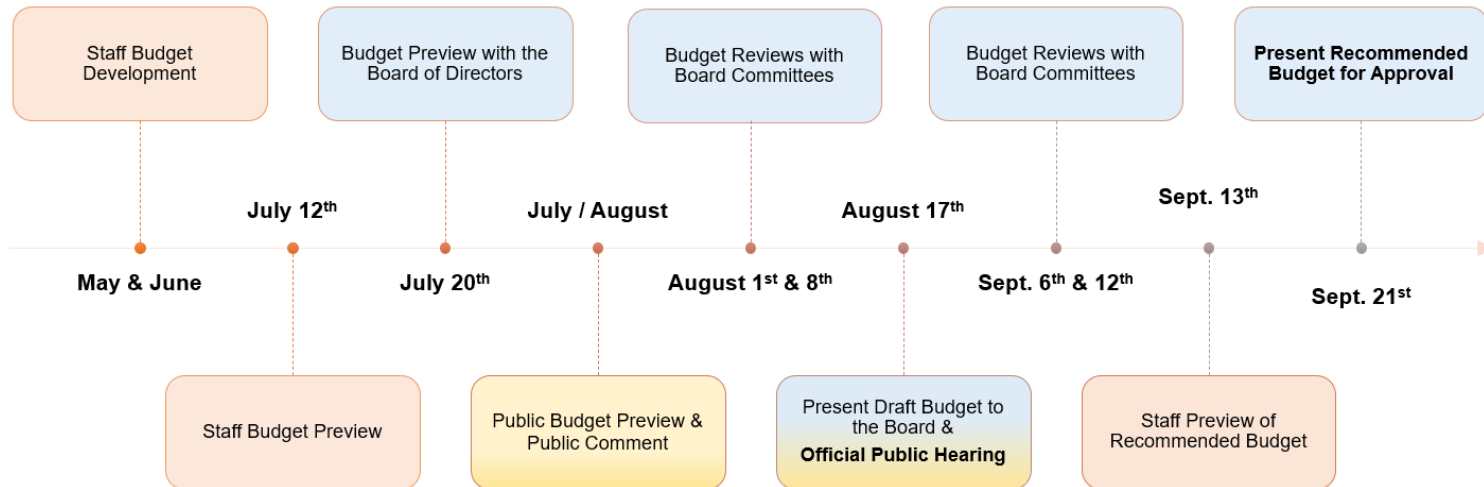 Staff Budget
Development
Budget Preview with the
Board of Directors
Budget Reviews with
Board Committees
Budget Reviews with
Board Committees
Present Recommended
Budget for Approval
July 12th
July / August
August 17th
Sept. 13th
May & June
July 20th
August 1st & 8th
Sept. 6th & 12th
Sept. 21st
Staff Budget Preview
Public Budget Preview &
Public Comment
Present Draft Budget to
the Board &
Official Public Hearing
Staff Preview of
Recommended Budget